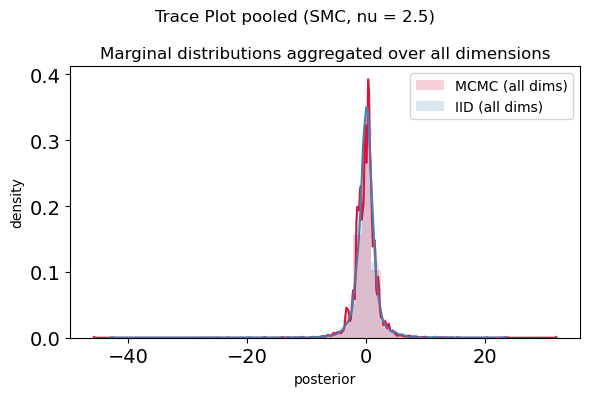 Trace Plot pooled (SMC, nu = 2.5)
Marginal distributions aggregated over all dimensions
MCMC (all dims)
IID (all dims)
density
0.4
0.3
0.2
0.1
0.0
−40
−20
0
20
posterior